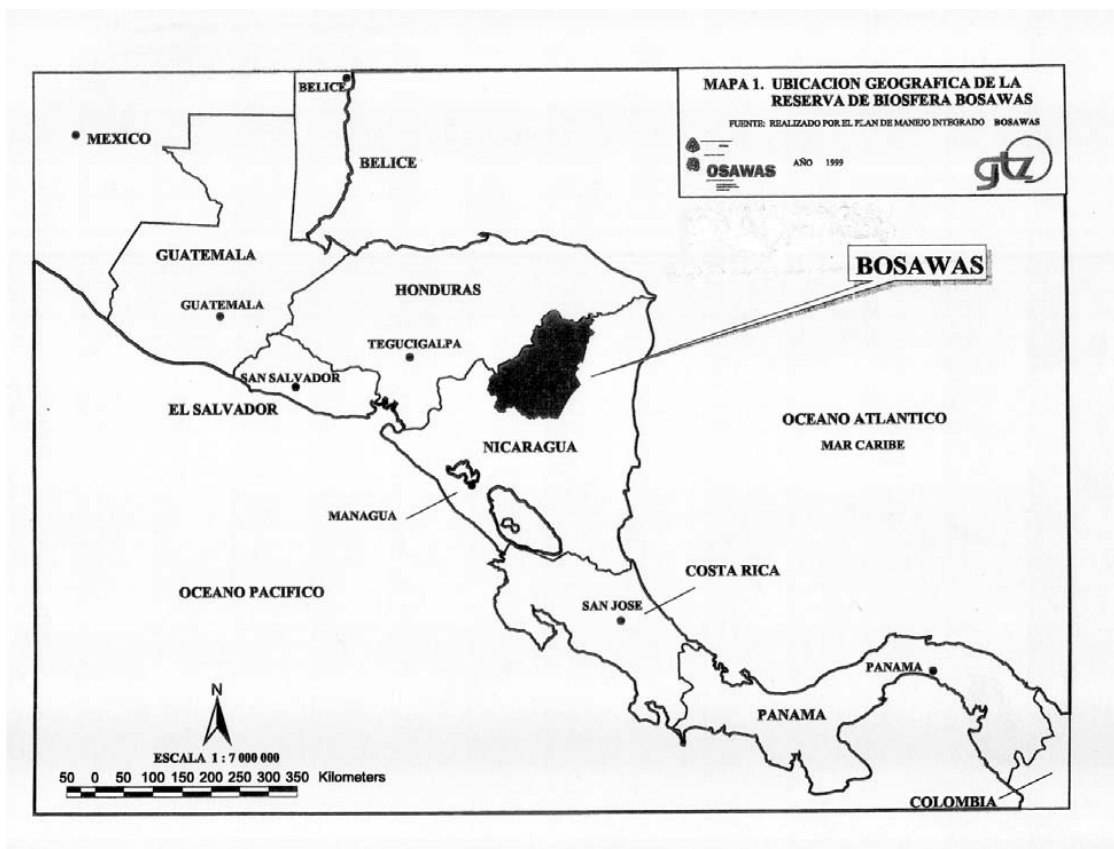 MAPA 1. UBICACION GEOGRAFICA DE LA
RESERVA DE BIOSFERA BOSAWAS
FUENTE: REALIZADO POR EL PLAN DE MANEJO INTEGRADO BOSAWAS
OSAWAS
AÑO 1999
gtz
BELICE
MEXICO
BELICE
GUATEMALA
BOSAWAS
HONDURAS
GUATEMALA
TEGUCIGALPA
SAN SALVADOR
EL SALVADOR
OCEANO ATLANTICO
MAR CARIBE
NICARAGUA
MANAGUA
COSTA RICA
OCEANO PACIFICO
SAN JOSE
PANAMA
PANAMA
N
ESCALA 1 : 7 000 000
50 0 50 100 150 200 250 300 350 Kilometers
COLOMBIA